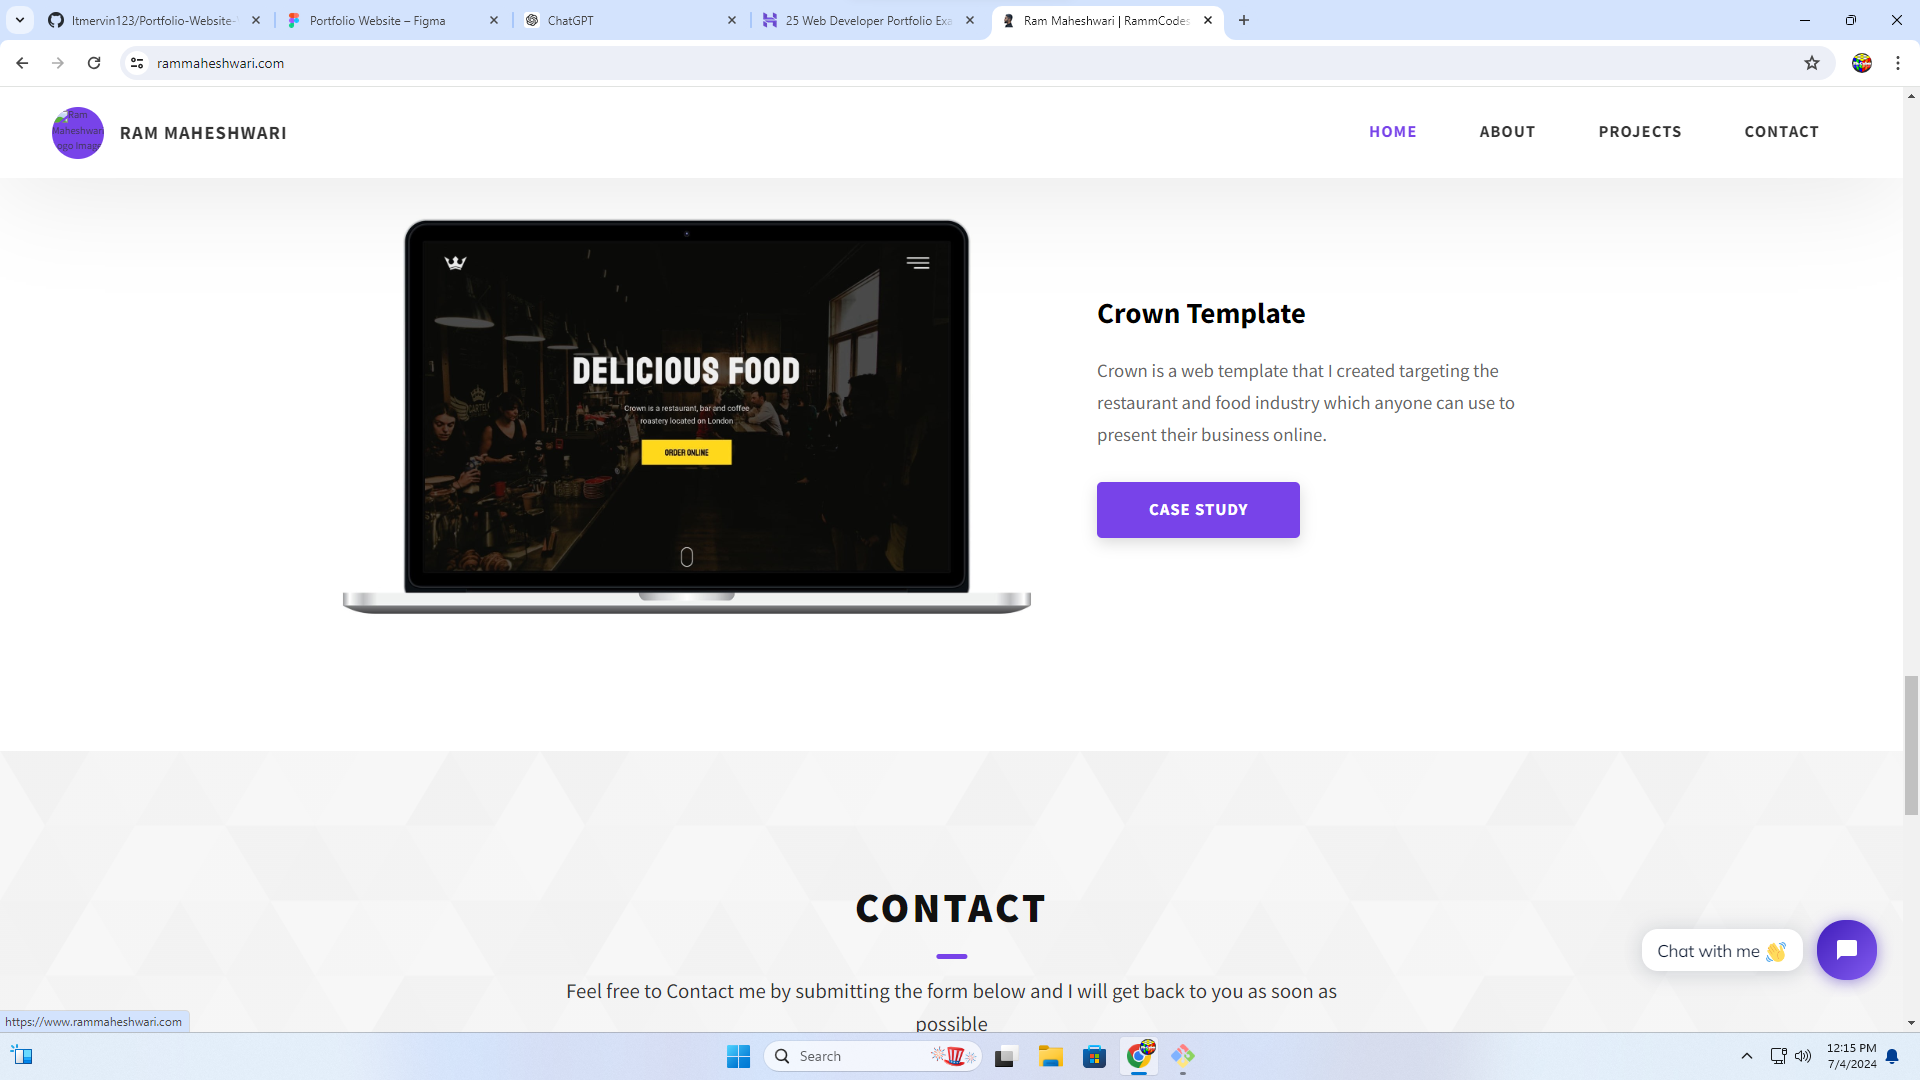 Itmervin123/Portfolio-Website-
Portfolio Website – Figma
ChatGPT
25 Web Developer Portfolio Exa
Ram Maheshwari | RammCodes
rammaheshwari.com
Ram
Maheshwari
ogo Image
RAM MAHESHWARI
HOME
ABOUT
PROJECTS
CONTACT
DELICIOUS FOOD
Crown is a restaurant, bar and coffee
roastery located on London
ORDER ONLINE
Crown Template
Crown is a web template that I created targeting the
restaurant and food industry which anyone can use to
present their business online.
CASE STUDY
CONTACT
Feel free to Contact me by submitting the form below and I will get back to you as soon as
possible
Chat with me 👋
https://www.rammaheshwari.com
Search
12:15 PM
7/4/2024